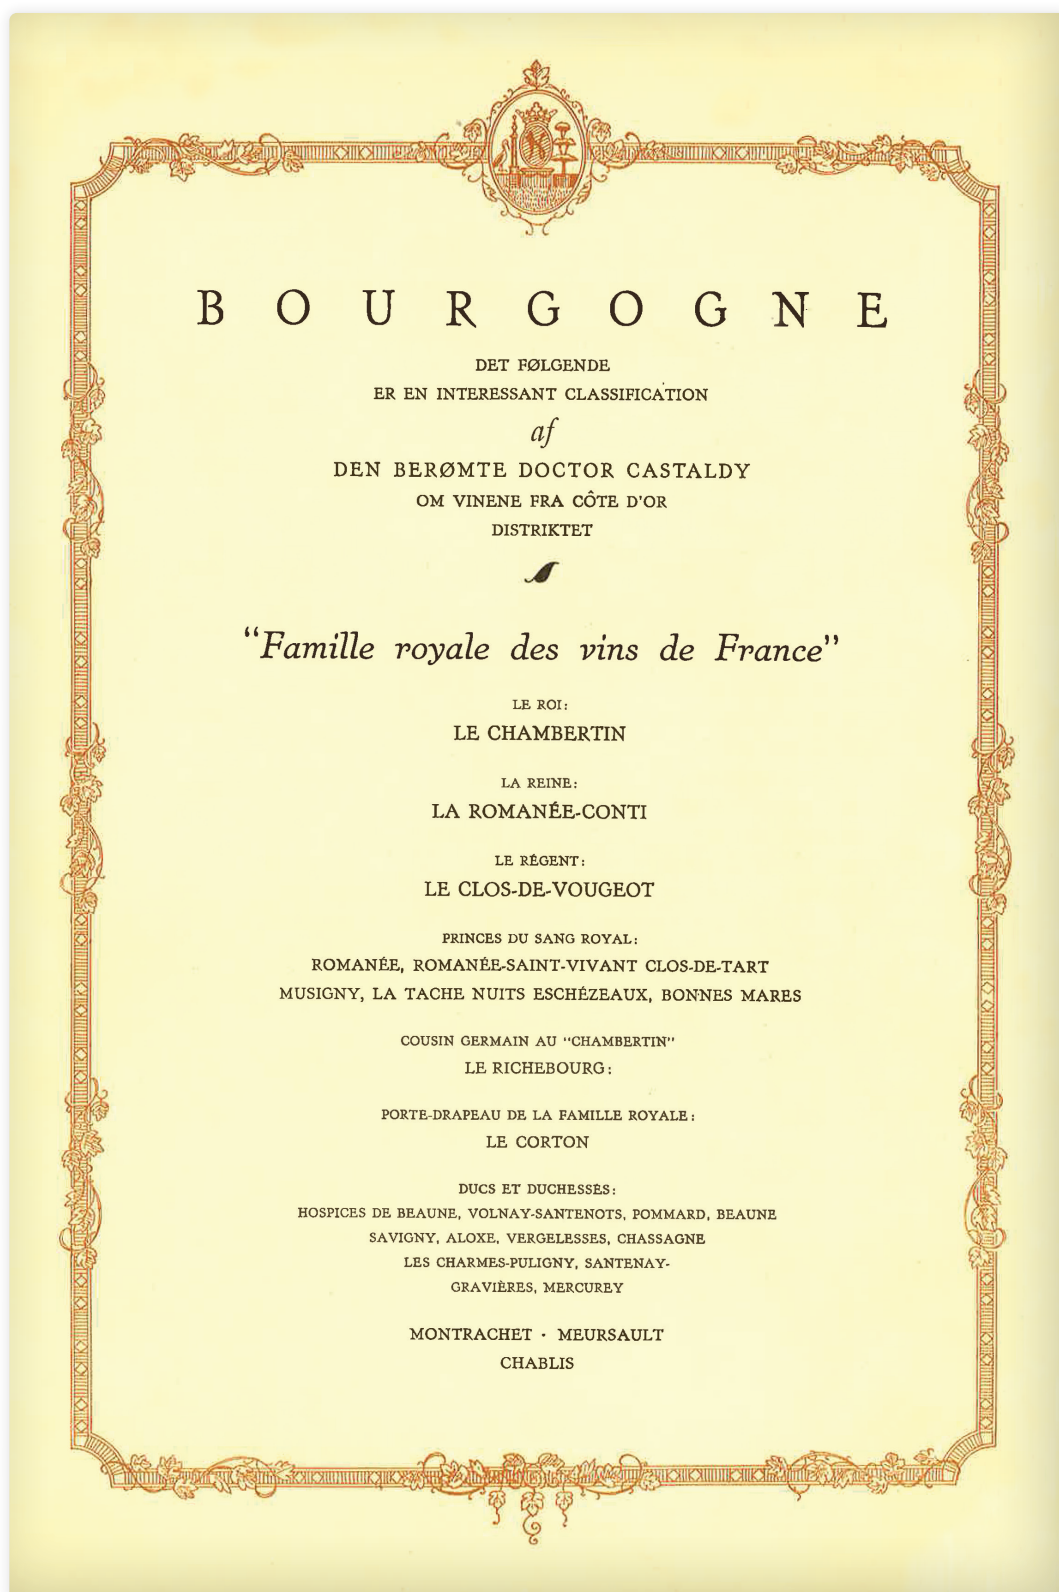 BOURGOGNE
DET FØLGENDE
ER EN INTERESSANT CLASSIFICATION
af
DEN BERØMTE DOCTOR CASTALDY
OM VINENE FRA CÔTE D'OR
DISTRIKTET
"Famille royale des vins de France"
LE ROI:
LE CHAMBERTIN
LA REINE:
LA ROMANÉE-CONTI
LE RÉGENT:
LE CLOS-DE-VOUGEOT
PRINCES DU SANG ROYAL:
ROMANÉE, ROMANÉE-SAINT-VIVANT CLOS-DE-TART
MUSIGNY, LA TACHE NUITS ESCHÉZEAUX, BONNES MARES
COUSIN GERMAIN AU "CHAMBERTIN"
LE RICHEBOURG:
PORTE-DRAPEAU DE LA FAMILLE ROYALE:
LE CORTON
DUCS ET DUCHESSES:
HOSPICES DE BEAUNE, VOLNAY-SANTENOTS, POMMARD, BEAUNE
SAVIGNY, ALOXE, VERGELESSES, CHASSAGNE
LES CHARMES-PULIGNY, SANTENAY-
GRAVIÈRES, MERCUREY
MONTRACHET · MEURSAULT
CHABLIS